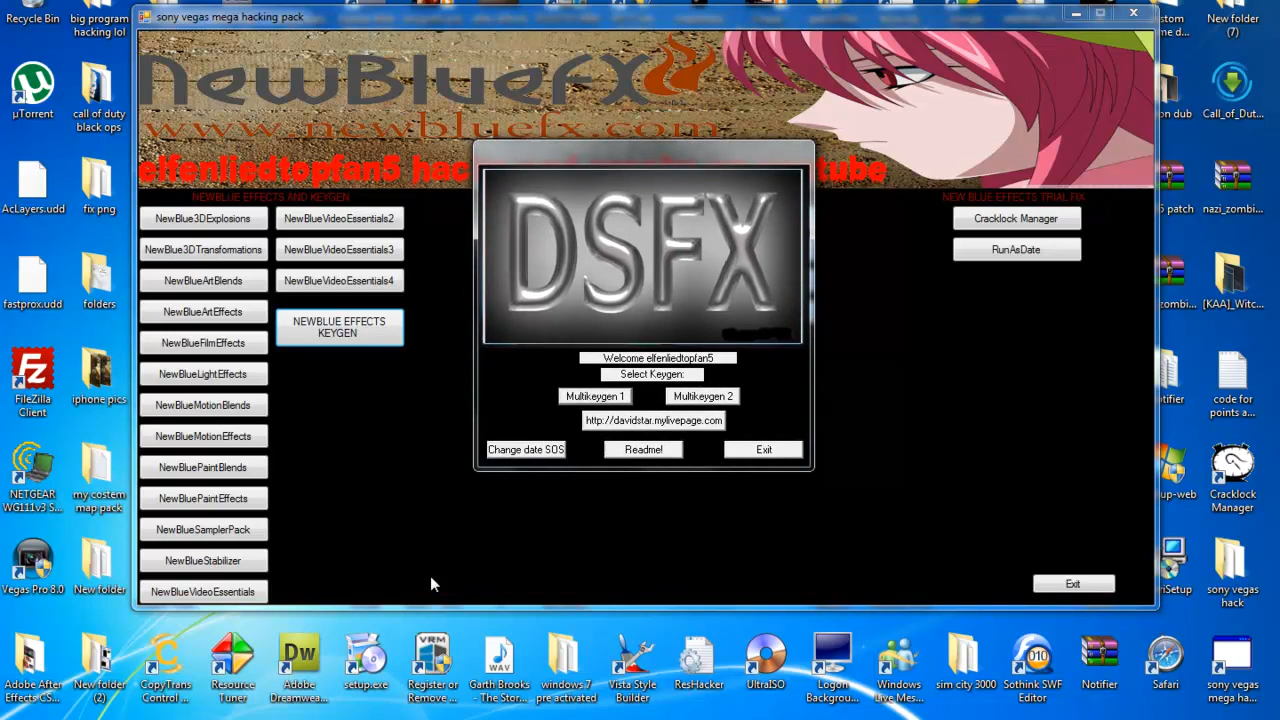 Recycle Bin
big program hacking lol
µTorrent
call of duty black ops
AcLayers.udd
fix png
fastprox.udd
folders
FileZilla Client
iphone pics
NETGEAR WG111v3 S...
my costem map pack
Vegas Pro 8.0
New folder
sony vegas mega hacking pack
NewBlueFX
www.newbluefx.com
elfenliedtopfan5 hac
tube
NEWBLUE EFFECTS AND KEYGEN
NewBlue3DExplosions
NewBlueVideoEssentials2
NewBlue3DTransformations
NewBlueVideoEssentials3
NewBlueArtBlends
NewBlueVideoEssentials4
NewBlueArtEffects
NEWBLUE EFFECTS KEYGEN
NewBlueFilmEffects
NewBlueLightEffects
NewBlueMotionBlends
NewBlueMotionEffects
NewBluePaintBlends
NewBluePaintEffects
NewBlueSamplerPack
NewBlueStabilizer
NewBlueVideoEssentials
DSFX
Welcome elfenliedtopfan5
Select Keygen:
Multikeygen 1
Multikeygen 2
http://davidstar.mylivepage.com
Change date SOS
Readme!
Exit
NEW BLUE EFFECTS TRIAL FIX
Cracklock Manager
RunAsDate
Exit
New folder (7)
on dub
Call_of_Dut...
patch
nazi_zombi...
[KAA]_Witc...
code for points a...
up-web
Cracklock Manager
sony vegas hack
Adobe After Effects CS...
New folder (2)
CopyTrans Control ...
Resource Tuner
Adobe Dreamwea...
setup.exe
Register or Remove ...
Garth Brooks - The Stor...
windows 7 pre activated
Vista Style Builder
ResHacker
UltraISO
Logon Backgrou...
Windows Live Mes...
sim city 3000
Sothink SWF Editor
Notifier
Safari
sony vegas mega ha...